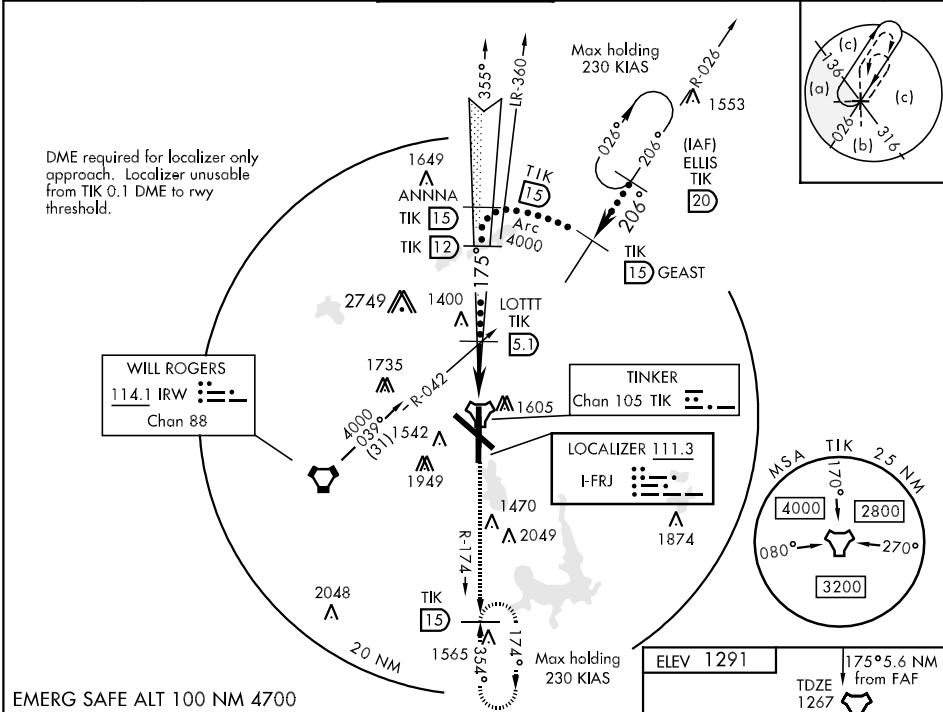 DME required for localizer only
approach. Localizer unusable
from TIK 0.1 DME to rwy
threshold.
355°
LR-360
Max holding
230 KIAS
R-026
1553
026°
206°
(IAF)
ELLIS
TIK
20
206°
1649
ANNNA
TIK 15
TIK 12
TIK
15
Arc
4000
175°
TIK
15 GEAST
2749
1400
LOTTT
TIK
5.1
WILL ROGERS
114.1 IRW
Chan 88
1735
R-042
4000
039°
(31)
1542
1949
1605
TINKER
Chan 105 TIK
LOCALIZER 111.3
I-FRJ
1470
2049
1874
R-174
2048
TIK
15
1565
354°
174°
Max holding
230 KIAS
20 NM
EMERG SAFE ALT 100 NM 4700
(c)
136
(a)
(c)
026
(b)
316
MSA TIK 25 NM
170°
4000
2800
080°
270°
3200
ELEV 1291
175° 5.6 NM
from FAF
TDZE
1267